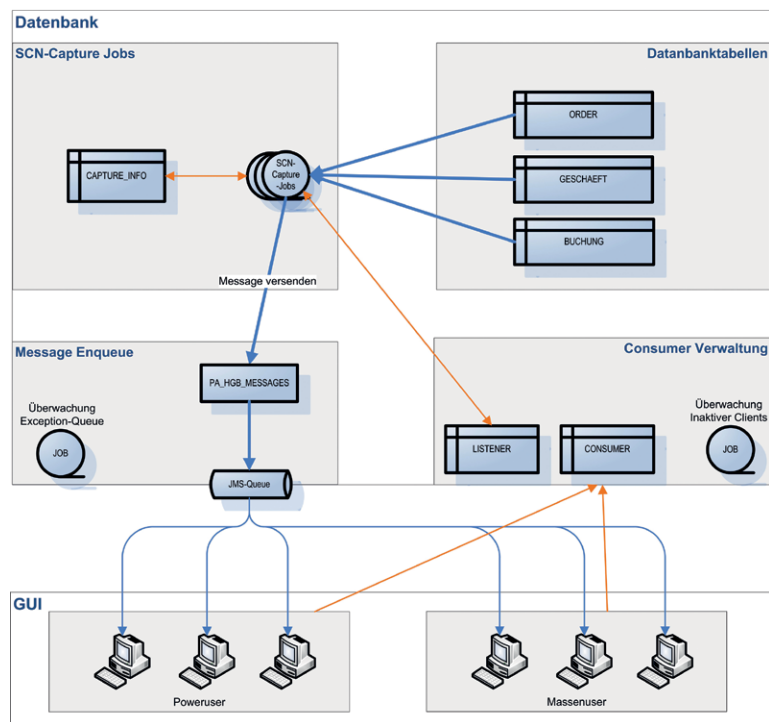 Datenbank
SCN-Capture Jobs
Datanbanktabellen
ORDER
CAPTURE_INFO
SCN-
Capture
-Jobs
GESCHAEFT
BUCHUNG
Message versenden
Message Enqueue
Consumer Verwaltung
PA_HGB_MESSAGES
Überwachung
Exception-Queue
JOB
Überwachung
Inaktiver Clients
LISTENER
CONSUMER
JOB
JMS-Queue
GUI
Poweruser
Massenuser